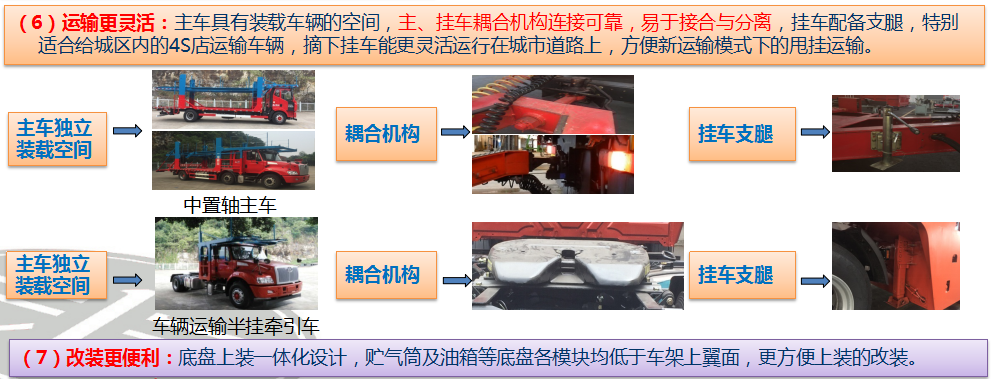 （6）运输更灵活：主车具有装载车辆的空间，主、挂车耦合机构连接可靠，易于接合与分离，挂车配备支腿，特别
适合给城区内的4S店运输车辆，摘下挂车能更灵活运行在城市道路上，方便新运输模式下的甩挂运输。
主车独立
装载空间
耦合机构
挂车支腿
中置轴主车
主车独立
装载空间
耦合机构
挂车支腿
车辆运输半挂牵引车
（7）改装更便利：底盘上装一体化设计，贮气筒及油箱等底盘各模块均低于车架上翼面，更方便上装的改装。